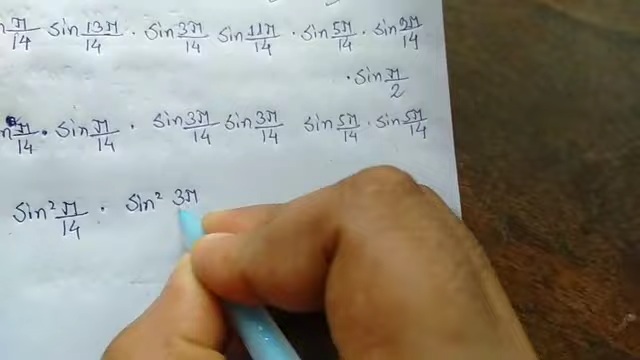 π/14 sin 13π/14 · sin 3π/14 sin 11π/14 · sin 5π/14 · sin 9π/14
· sin π/2
π/14 · sin π/14 · sin 3π/14 sin 3π/14 sin 5π/14 · sin 5π/14
sin² π/14 · sin² 3π